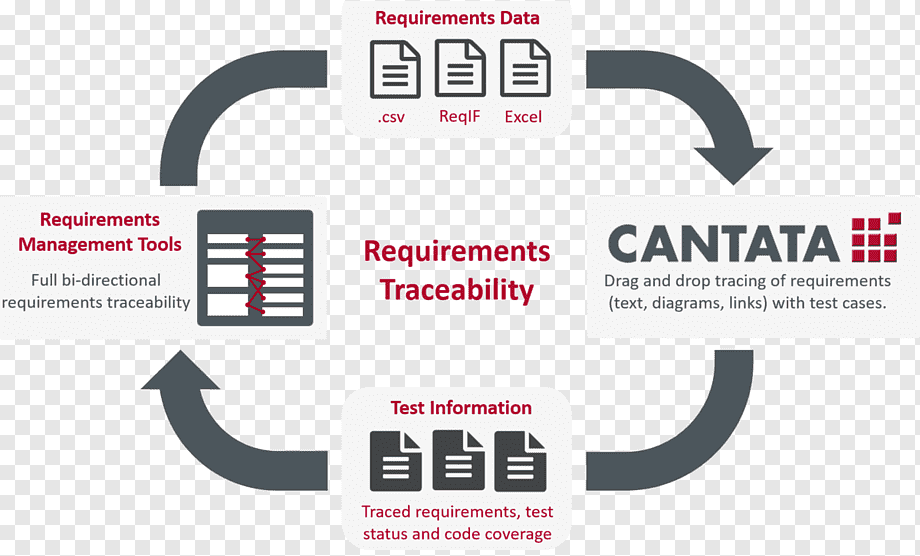 Requirements Data
.csv
ReqIF
Excel
Requirements
Management Tools
Full bi-directional
requirements traceability
Requirements
Traceability
CANTATA
Drag and drop tracing of requirements
(text, diagrams, links) with test cases.
Test Information
Traced requirements, test
status and code coverage